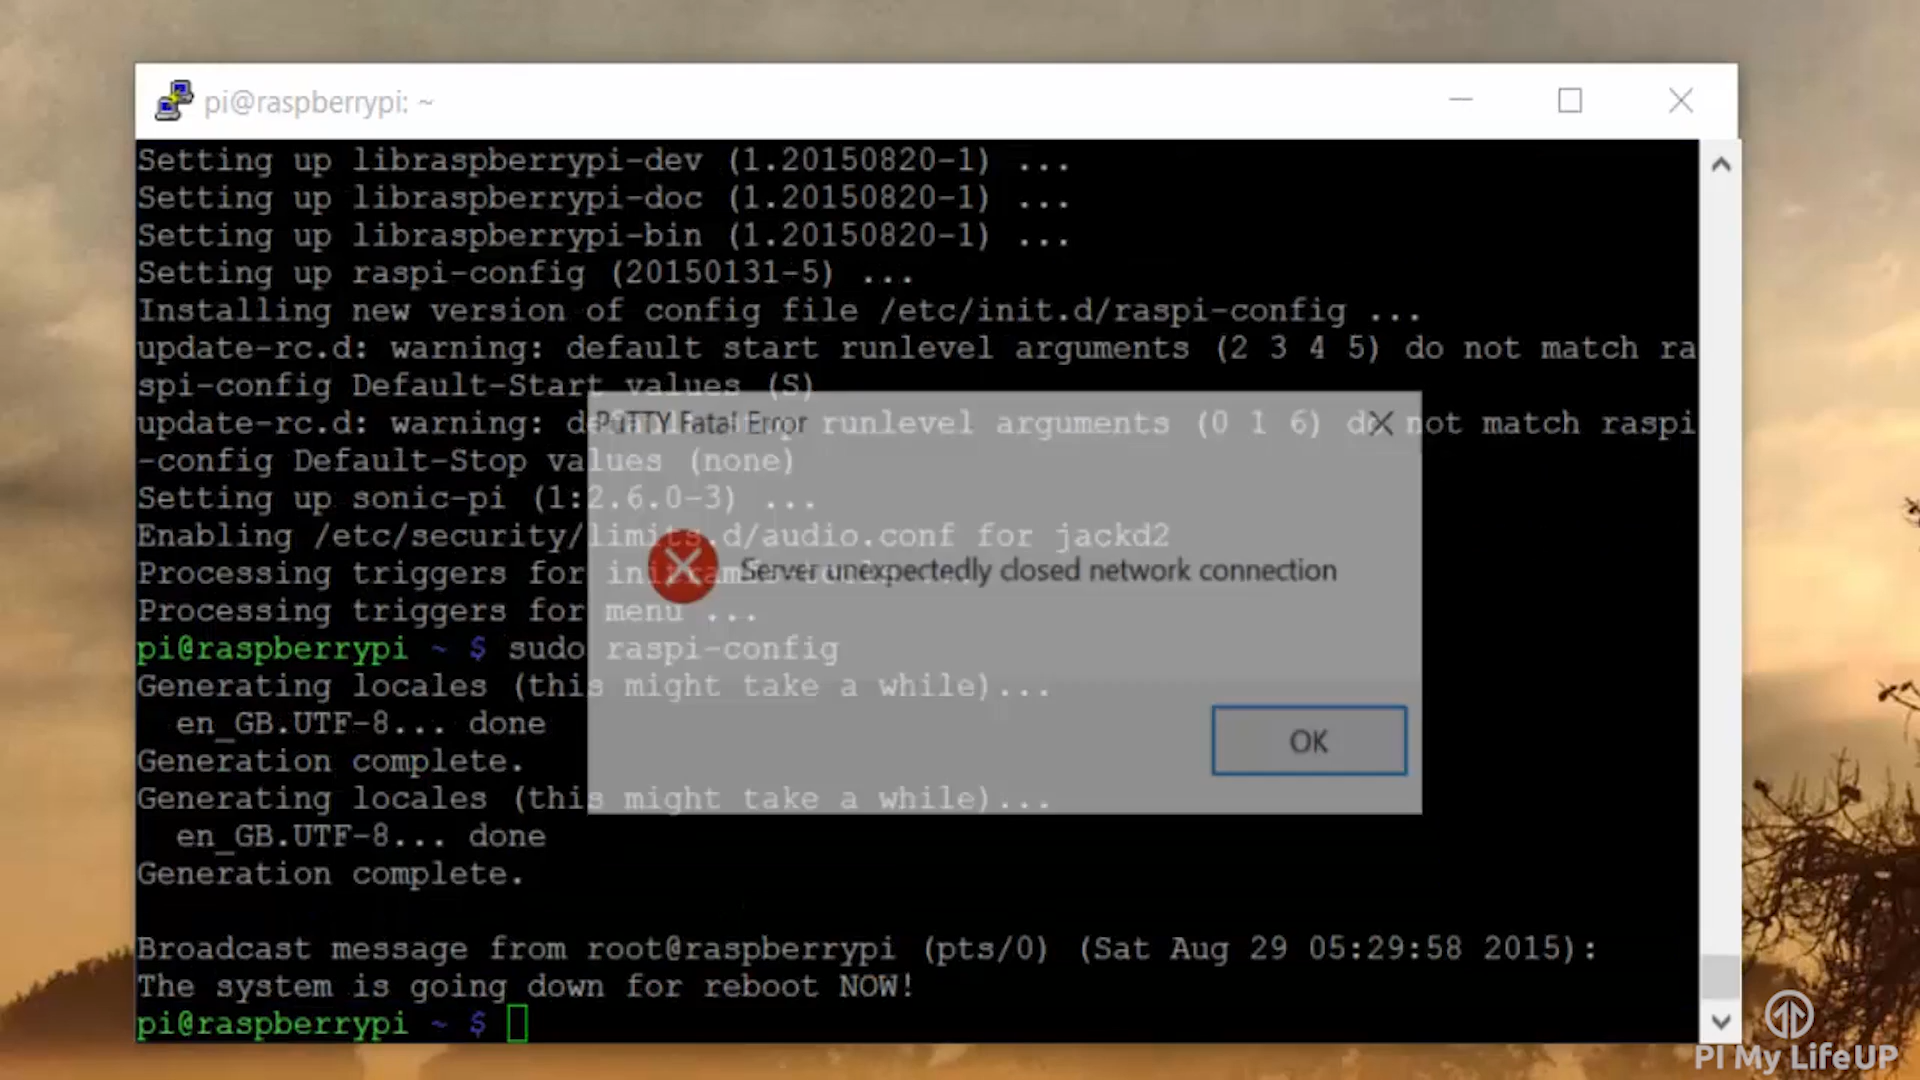 pi@raspberrypi: ~
Setting up libraspberrypi-dev (1.20150820-1) ...
Setting up libraspberrypi-doc (1.20150820-1) ...
Setting up libraspberrypi-bin (1.20150820-1) ...
Setting up raspi-config (20150131-5) ...
Installing new version of config file /etc/init.d/raspi-config ...
update-rc.d: warning: default start runlevel arguments (2 3 4 5) do not match ra
spi-config Default-Start values (S)
update-rc.d: warning: default stop runlevel arguments (0 1 6) do not match raspi
-config Default-Stop values (none)
Setting up sonic-pi (1:2.6.0-3) ...
Enabling /etc/security/limits.d/audio.conf for jackd2
Processing triggers for initramfs-tools ...
Processing triggers for menu ...
pi@raspberrypi ~ $ sudo raspi-config
Generating locales (this might take a while)...
en_GB.UTF-8... done
Generation complete.
Generating locales (this might take a while)...
en_GB.UTF-8... done
Generation complete.
Broadcast message from root@raspberrypi (pts/0) (Sat Aug 29 05:29:58 2015):
The system is going down for reboot NOW!
pi@raspberrypi ~ $
PuTTY Fatal Error
Server unexpectedly closed network connection
OK
PI My LifeUP